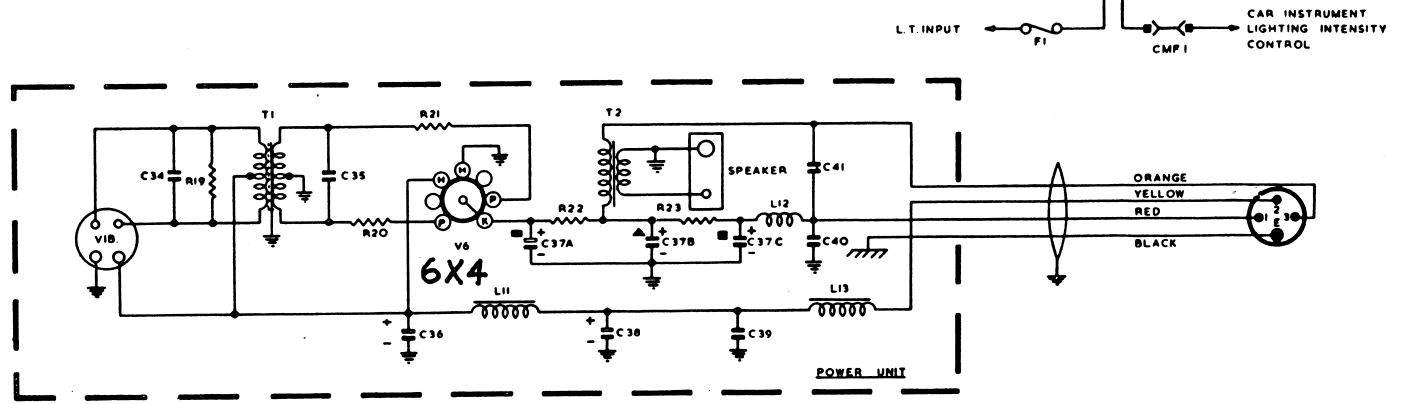 CAR INSTRUMENT
L.T. INPUT
LIGHTING INTENSITY
F1
CMF1
CONTROL
T1
R21
T2
C34
R19
C35
H
H
P
SPEAKER
C41
ORANGE
YELLOW
R22
R23
L12
RED
1
2
3
E
VIB.
R20
P
K
V6
+
C37A
-
+
C37B
-
+
C37C
-
C40
BLACK
6X4
L11
L13
+
C36
-
+
C38
-
C39
POWER UNIT